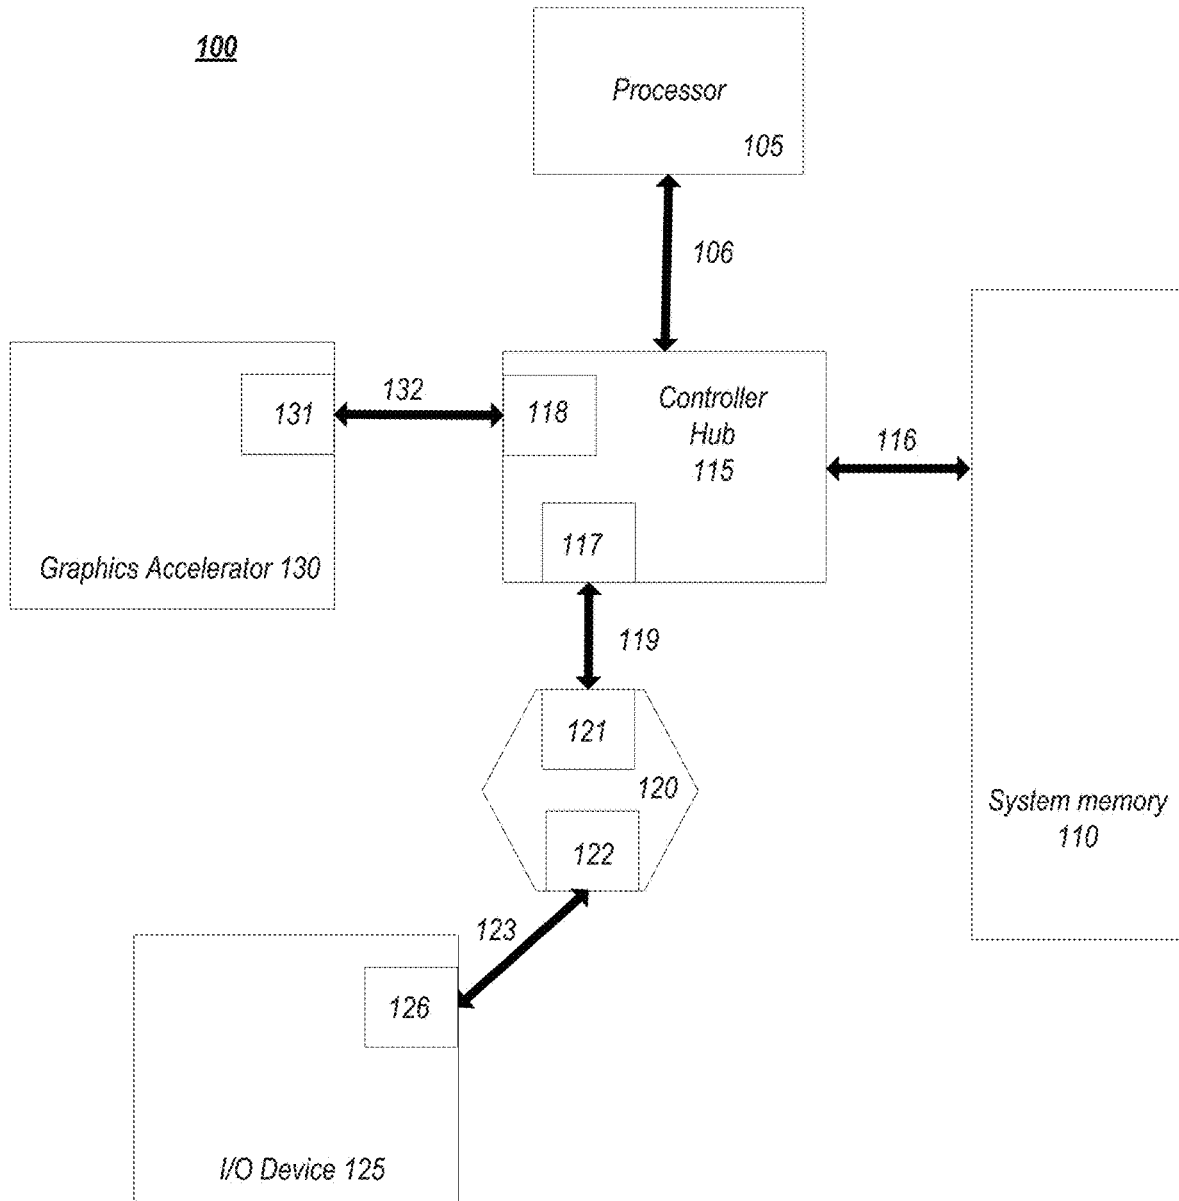 100
Processor
105
106
132
131
118
Controller
Hub
115
116
117
Graphics Accelerator 130
119
121
120
122
System memory
110
123
126
I/O Device 125